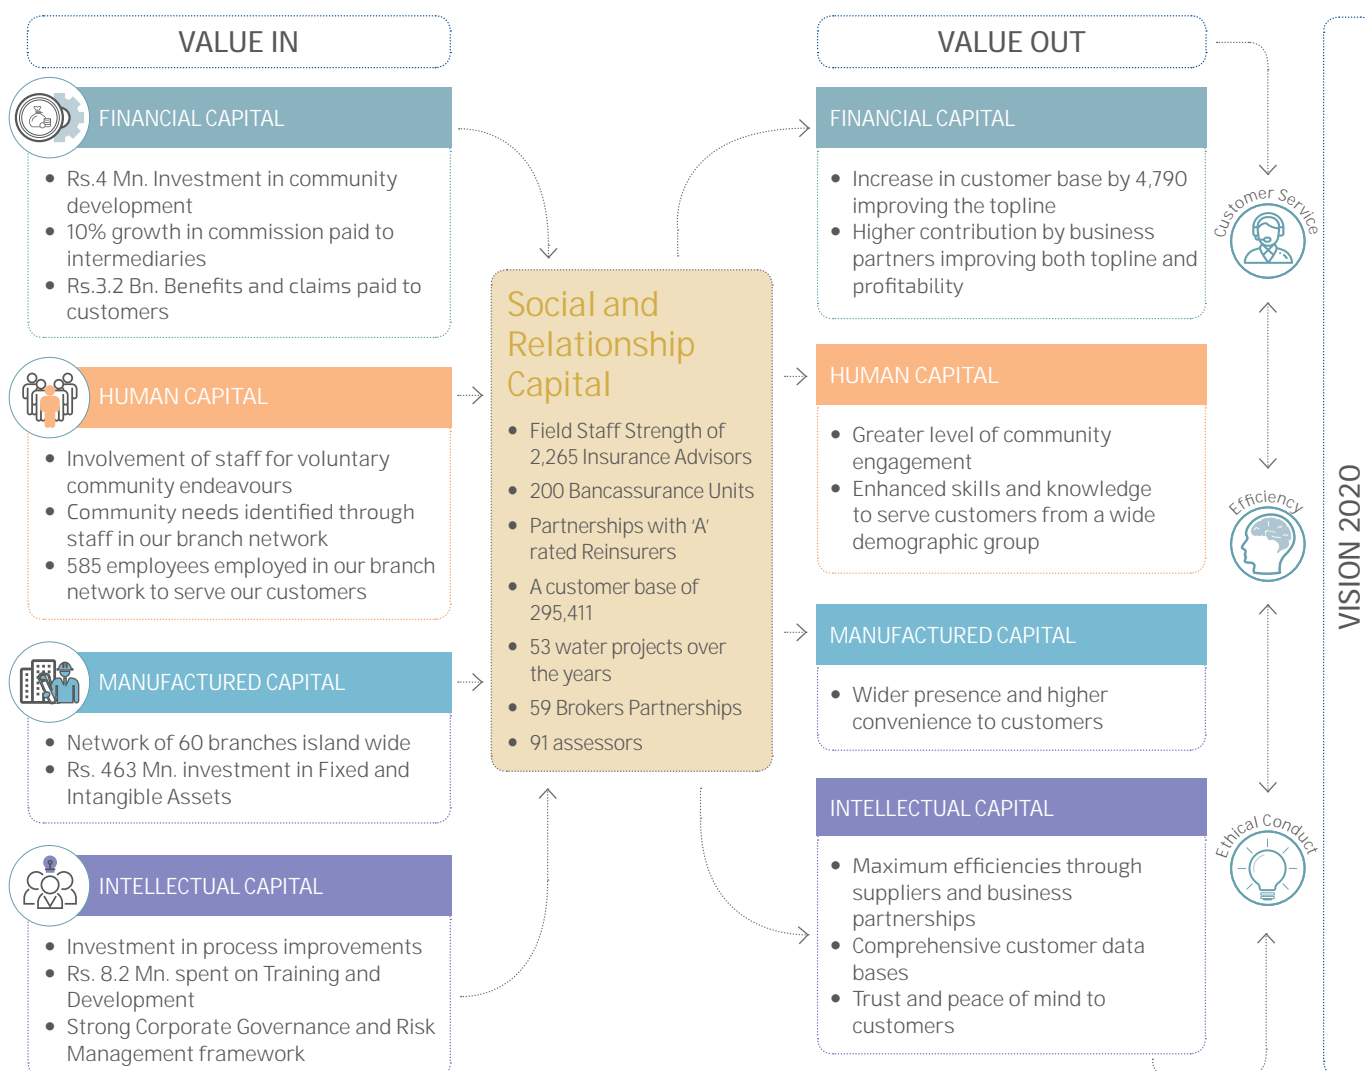 VALUE IN
FINANCIAL CAPITAL
• Rs.4 Mn. Investment in community
development
• 10% growth in commission paid to
intermediaries
• Rs.3.2 Bn. Benefits and claims paid to
customers
HUMAN CAPITAL
• Involvement of staff for voluntary
community endeavours
• Community needs identified through
staff in our branch network
• 585 employees employed in our branch
network to serve our customers
MANUFACTURED CAPITAL
• Network of 60 branches island wide
• Rs. 463 Mn. investment in Fixed and
Intangible Assets
INTELLECTUAL CAPITAL
• Investment in process improvements
• Rs. 8.2 Mn. spent on Training and
Development
• Strong Corporate Governance and Risk
Management framework
Social and
Relationship
Capital
• Field Staff Strength of
2,265 Insurance Advisors
• 200 Bancassurance Units
• Partnerships with ‘A’
rated Reinsurers
• A customer base of
295,411
• 53 water projects over
the years
• 59 Brokers Partnerships
• 91 assessors
VALUE OUT
FINANCIAL CAPITAL
• Increase in customer base by 4,790
improving the topline
• Higher contribution by business
partners improving both topline and
profitability
HUMAN CAPITAL
• Greater level of community
engagement
• Enhanced skills and knowledge
to serve customers from a wide
demographic group
MANUFACTURED CAPITAL
• Wider presence and higher
convenience to customers
INTELLECTUAL CAPITAL
• Maximum efficiencies through
suppliers and business
partnerships
• Comprehensive customer data
bases
• Trust and peace of mind to
customers
Customer Service
Efficiency
Ethical Conduct
VISION 2020